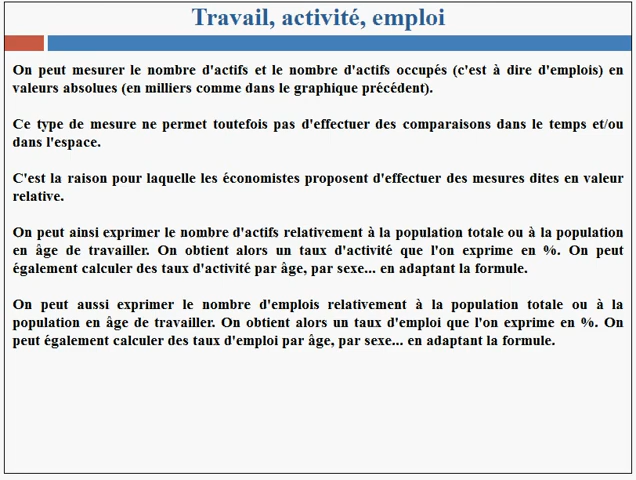 Travail, activité, emploi
On peut mesurer le nombre d'actifs et le nombre d'actifs occupés (c'est à dire d'emplois) en
valeurs absolues (en milliers comme dans le graphique précédent).
Ce type de mesure ne permet toutefois pas d'effectuer des comparaisons dans le temps et/ou
dans l'espace.
C'est la raison pour laquelle les économistes proposent d'effectuer des mesures dites en valeur
relative.
On peut ainsi exprimer le nombre d'actifs relativement à la population totale ou à la population
en âge de travailler. On obtient alors un taux d'activité que l'on exprime en %. On peut
également calculer des taux d'activité par âge, par sexe... en adaptant la formule.
On peut aussi exprimer le nombre d'emplois relativement à la population totale ou à la
population en âge de travailler. On obtient alors un taux d'emploi que l'on exprime en %. On
peut également calculer des taux d'emploi par âge, par sexe... en adaptant la formule.